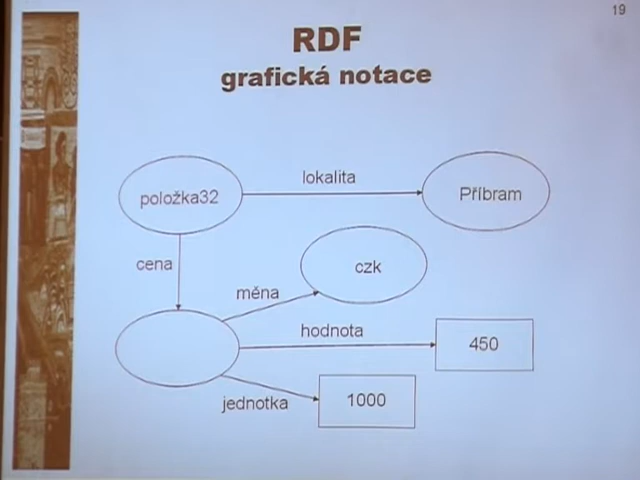 19
RDF
grafická notace
lokalita
položka32
Příbram
cena
czk
měna
hodnota
450
jednotka
1000